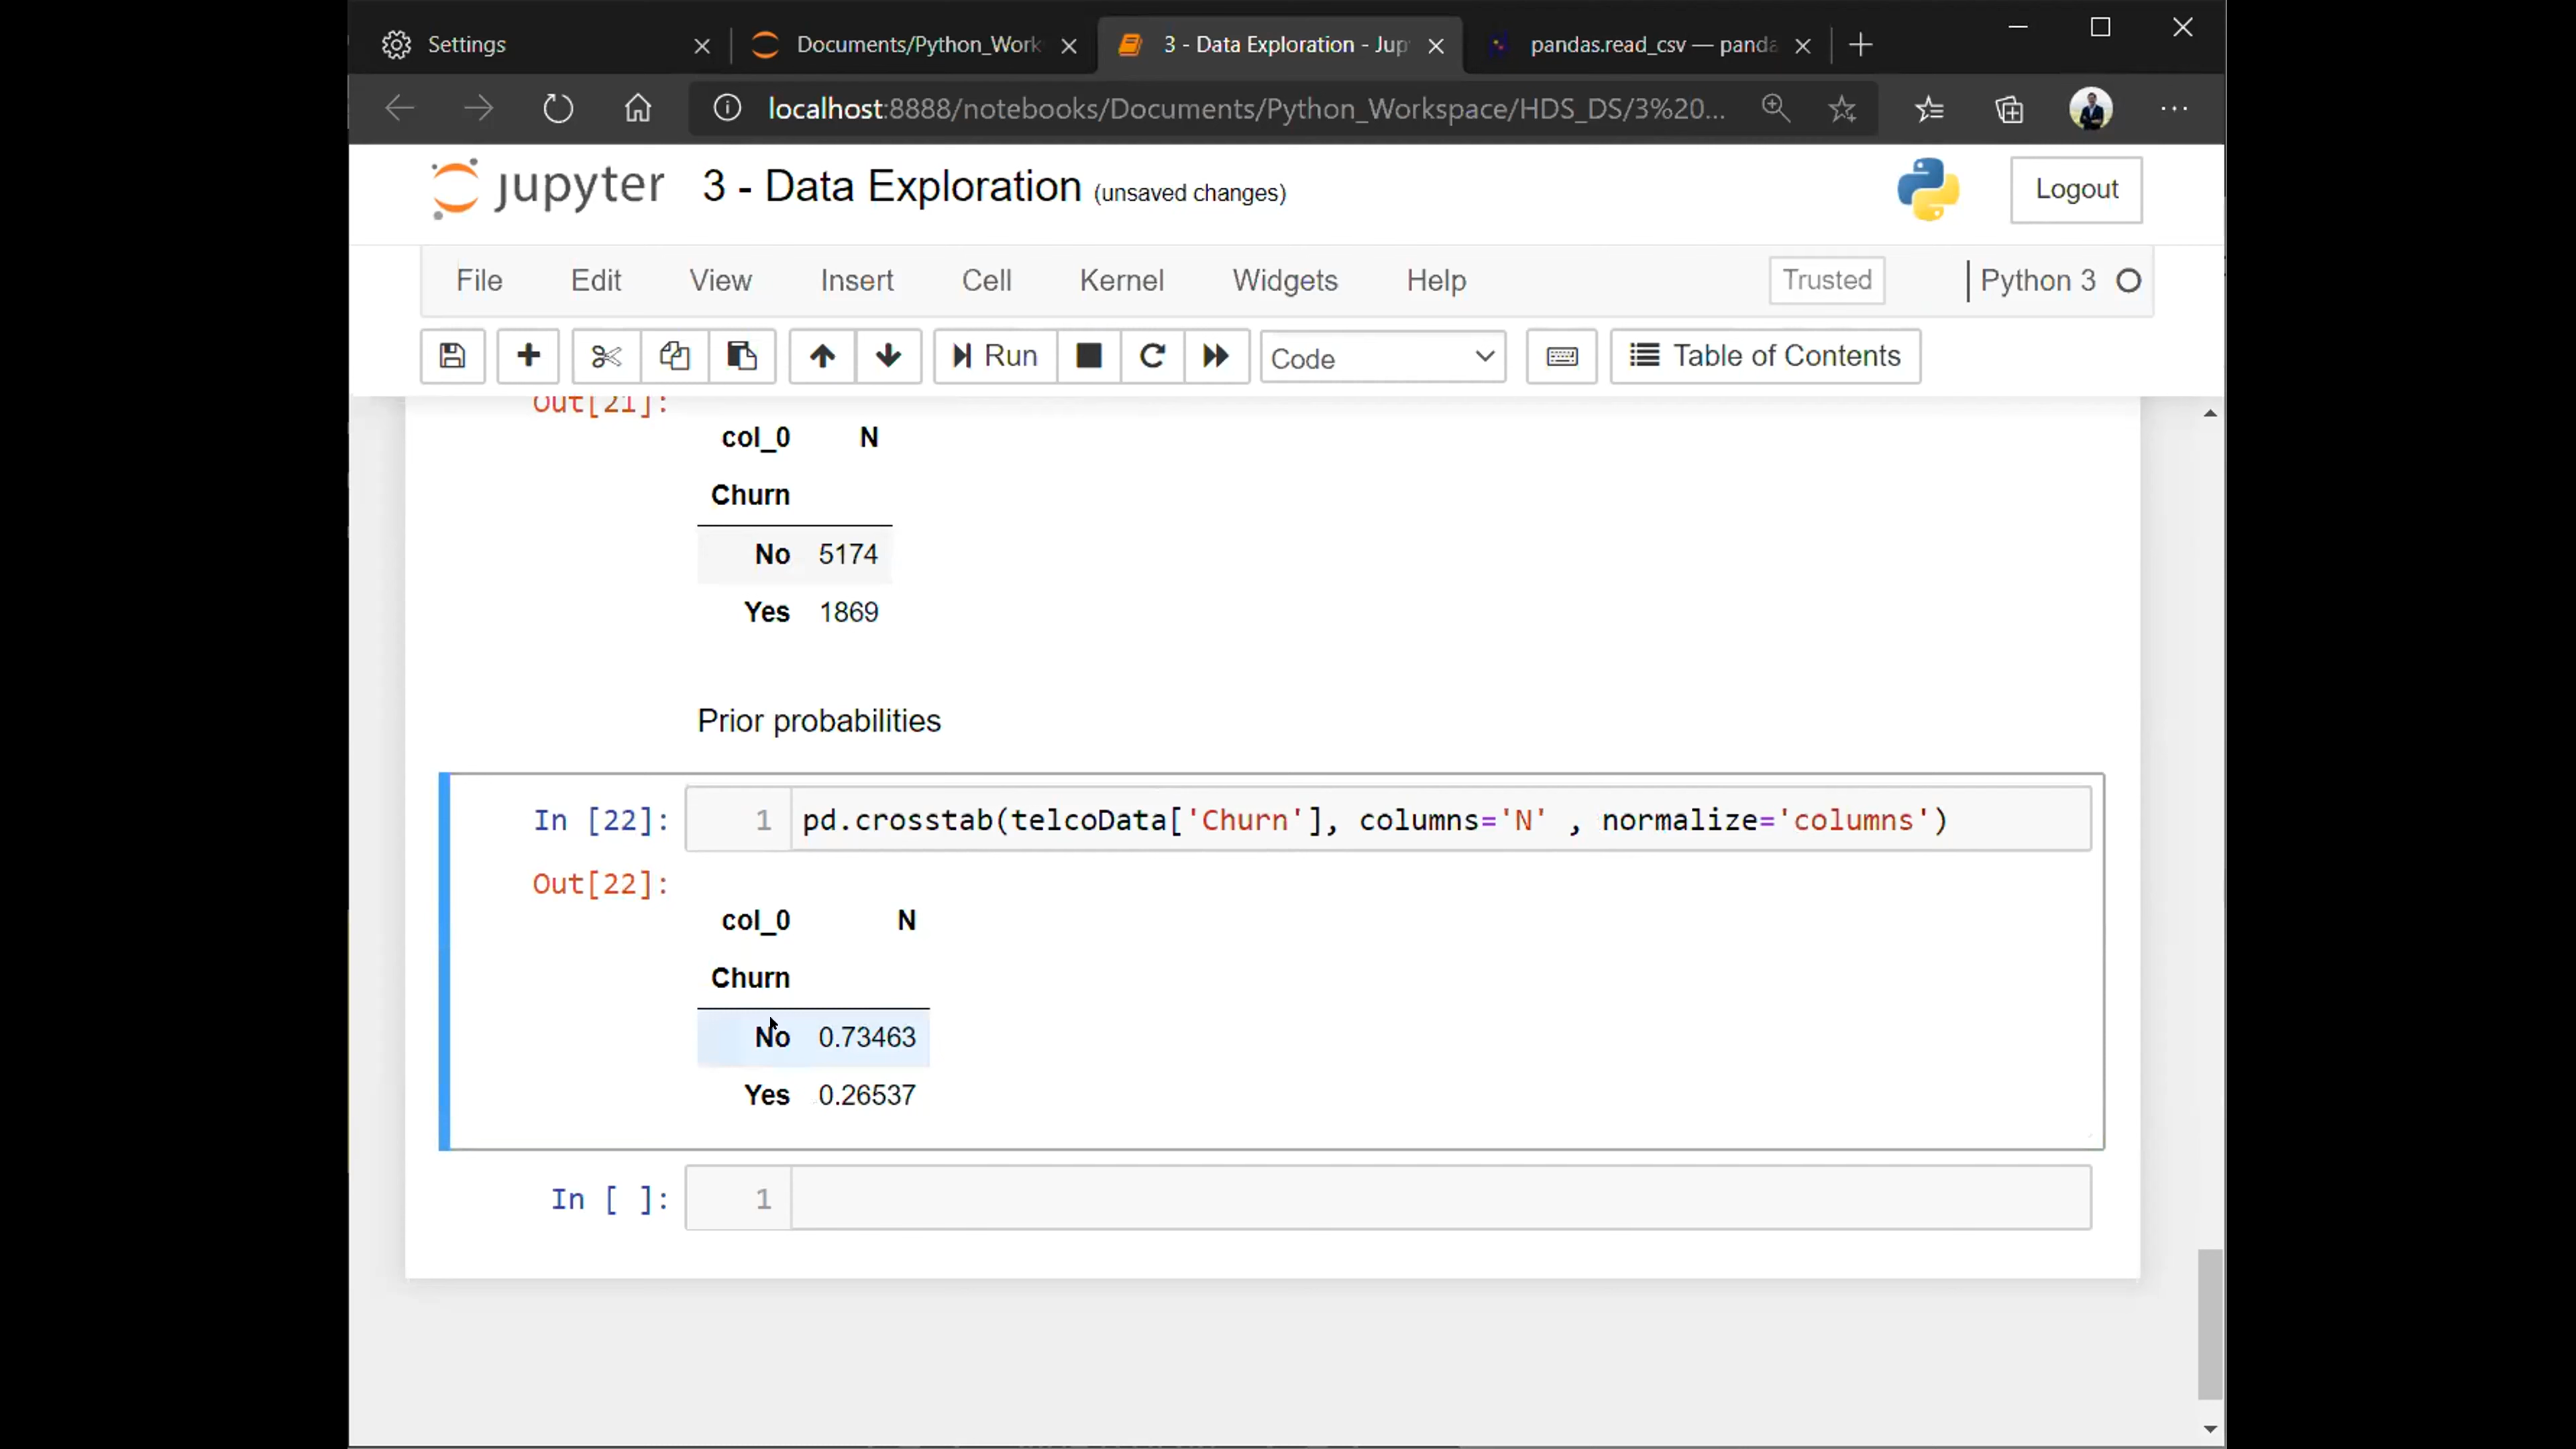 Settings
Documents/Python_Work
3 - Data Exploration - Jup
pandas.read_csv — panda
localhost:8888/notebooks/Documents/Python_Workspace/HDS_DS/3%20...
jupyter 3 - Data Exploration (unsaved changes)
Logout
File Edit View Insert Cell Kernel Widgets Help Trusted Python 3
Run Code Table of Contents
Out[21]:
col_0 N
Churn
No 5174
Yes 1869
Prior probabilities
In [22]: 1 pd.crosstab(telcoData['Churn'], columns='N' , normalize='columns')
Out[22]:
col_0 N
Churn
No 0.73463
Yes 0.26537
In [ ]: 1